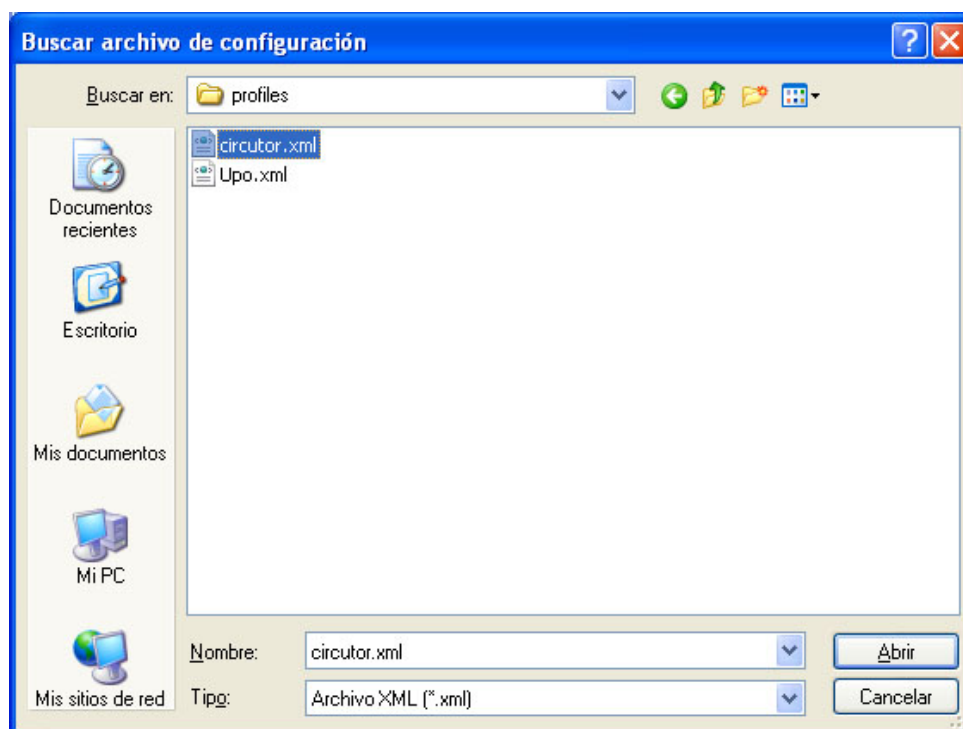 Buscar archivo de configuración
Buscar en: profiles
circutor.xml
Upo.xml
Documentos
recientes
Escritorio
Mis documentos
Mi PC
Mis sitios de red
Nombre: circutor.xml Abrir
Tipo: Archivo XML (*.xml) Cancelar